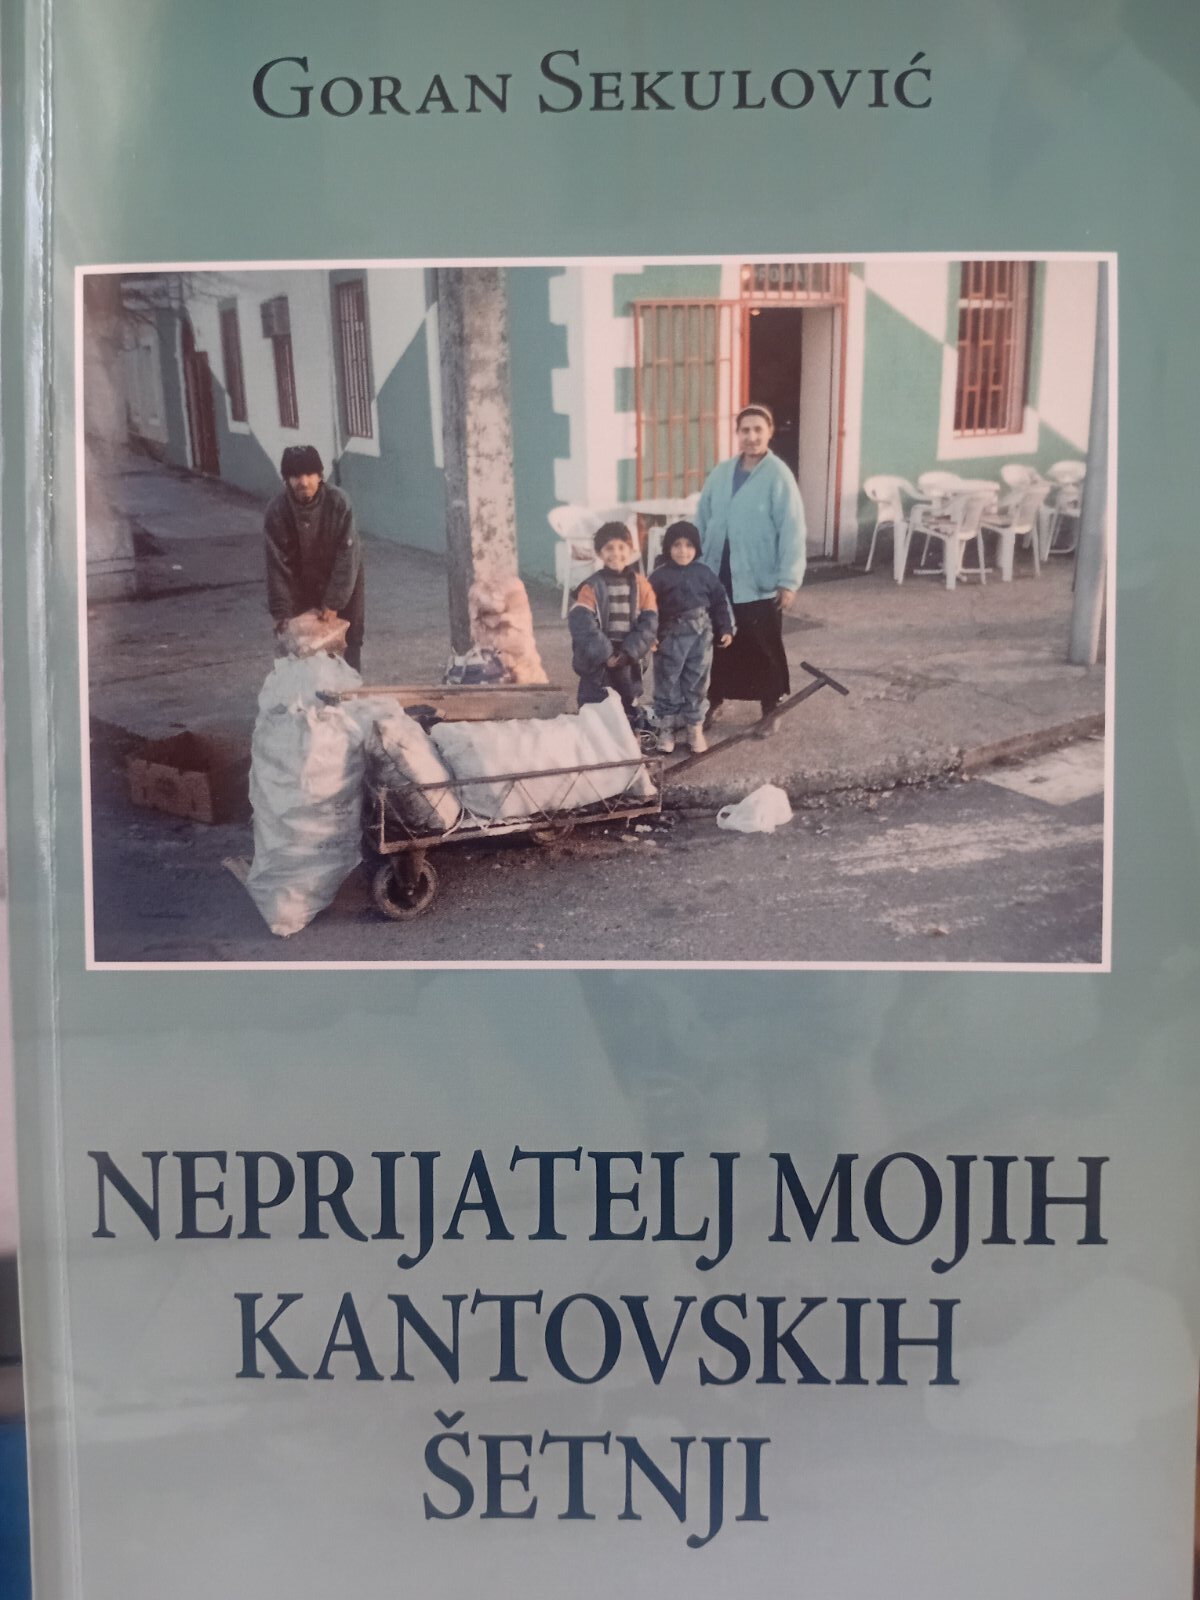 GORAN SEKULOVIĆ
NEPRIJATELJ MOJIH
KANTOVSKIH
ŠETNJI